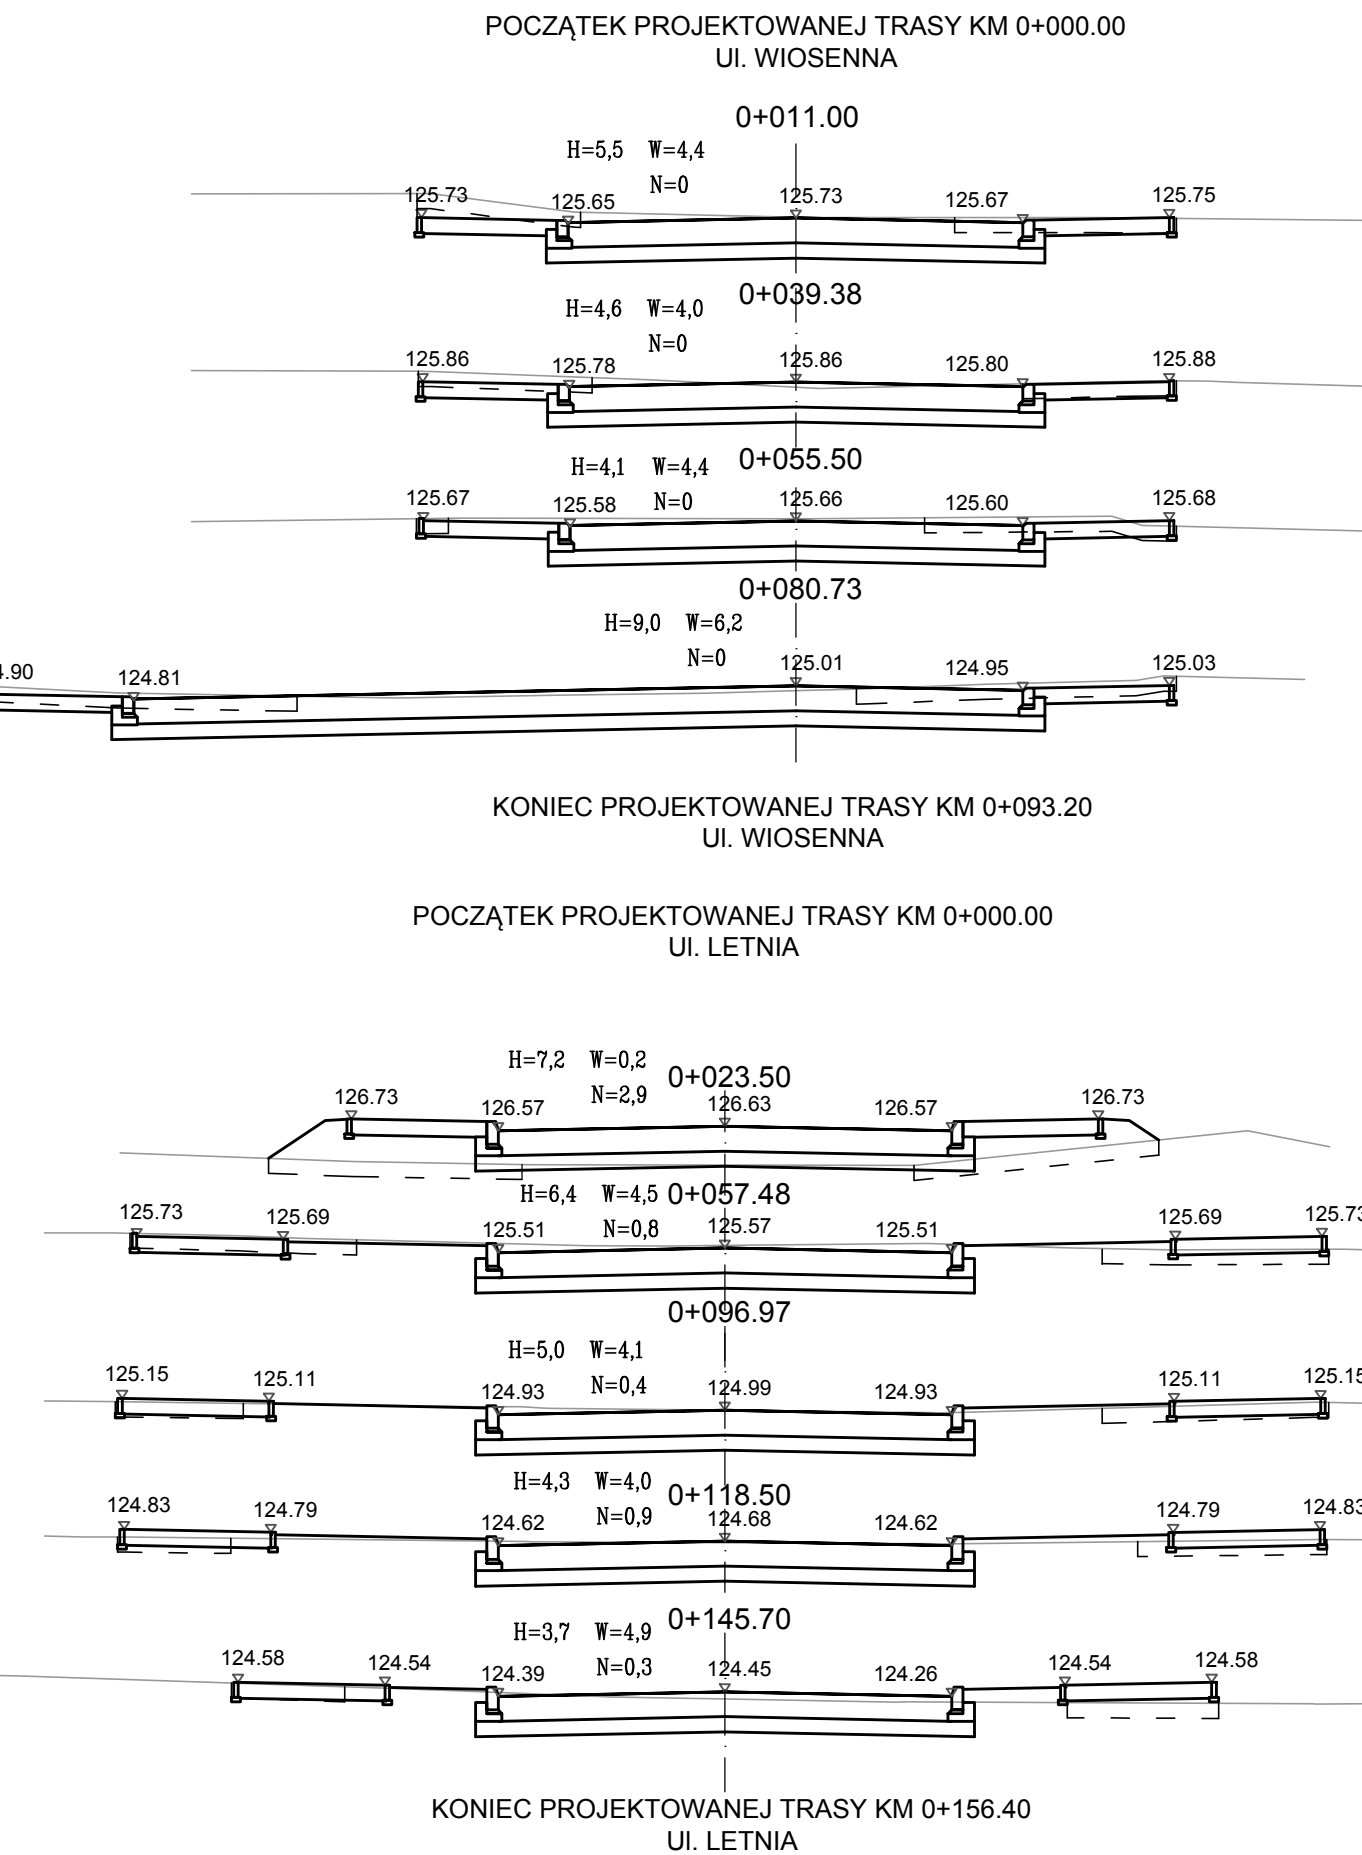 POCZĄTEK PROJEKTOWANEJ TRASY KM 0+000.00
Ul. WIOSENNA
0+011.00
H=5,5 W=4,4
N=0
125.73 125.65 125.73 125.67 125.75
0+039.38
H=4,6 W=4,0
N=0
125.86 125.78 125.86 125.80 125.88
0+055.50
H=4,1 W=4,4
N=0
125.67 125.58 125.66 125.60 125.68
0+080.73
H=9,0 W=6,2
N=0
4.90 124.81 125.01 124.95 125.03
KONIEC PROJEKTOWANEJ TRASY KM 0+093.20
Ul. WIOSENNA
POCZĄTEK PROJEKTOWANEJ TRASY KM 0+000.00
Ul. LETNIA
H=7,2 W=0,2 0+023.50
N=2,9
126.73 126.57 126.63 126.57 126.73
H=6,4 W=4,5 0+057.48
N=0,8
125.73 125.69 125.51 125.57 125.51 125.69 125.73
0+096.97
H=5,0 W=4,1
N=0,4
125.15 125.11 124.93 124.99 124.93 125.11 125.15
H=4,3 W=4,0 0+118.50
N=0,9
124.83 124.79 124.62 124.68 124.62 124.79 124.83
H=3,7 W=4,9 0+145.70
N=0,3
124.58 124.54 124.39 124.45 124.26 124.54 124.58
KONIEC PROJEKTOWANEJ TRASY KM 0+156.40
Ul. LETNIA